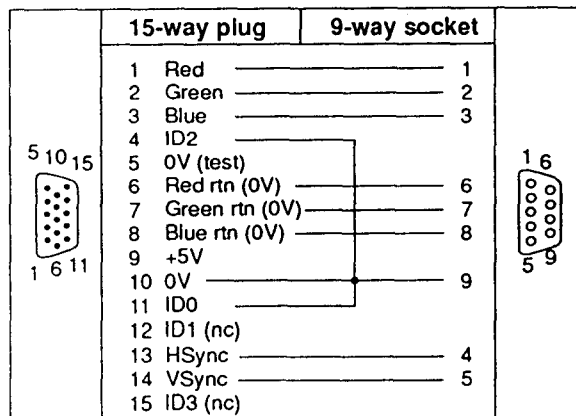 15-way plug 9-way socket
1 Red 1
2 Green 2
3 Blue 3
4 ID2
5 0V (test)
6 Red rtn (0V) 6
7 Green rtn (0V) 7
8 Blue rtn (0V) 8
9 +5V
10 0V 9
11 ID0
12 ID1 (nc)
13 HSync 4
14 VSync 5
15 ID3 (nc)
5 10 15
1 6 11
1 6
5 9